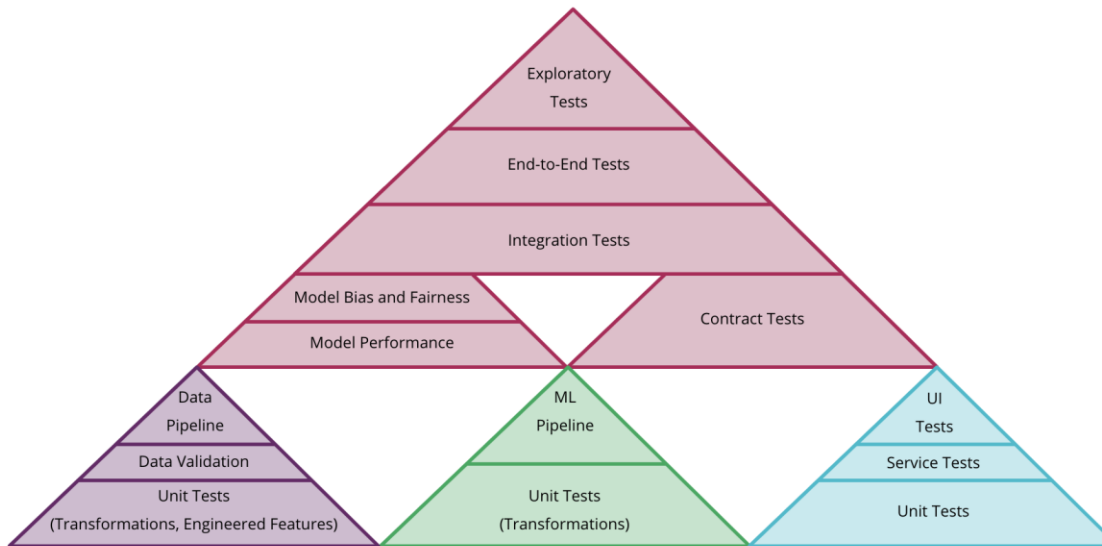 Exploratory
Tests
End-to-End Tests
Integration Tests
Model Bias and Fairness
Model Performance
Contract Tests
Data
Pipeline
Data Validation
Unit Tests
(Transformations, Engineered Features)
ML
Pipeline
Unit Tests
(Transformations)
UI
Tests
Service Tests
Unit Tests